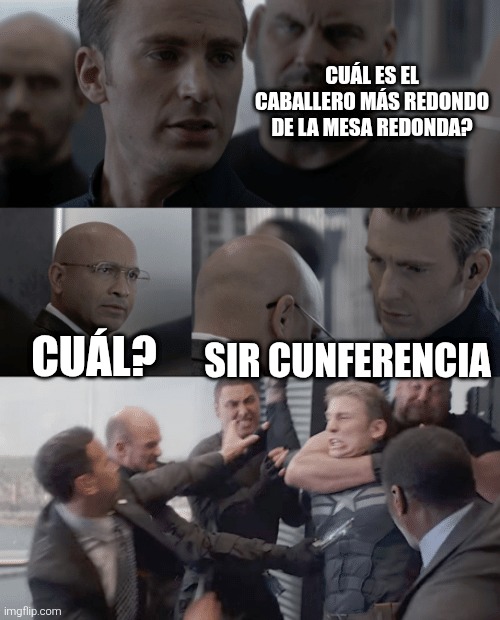 CUÁL ES EL
CABALLERO MÁS REDONDO
DE LA MESA REDONDA?
CUÁL?
SIR CUNFERENCIA
imgflip.com